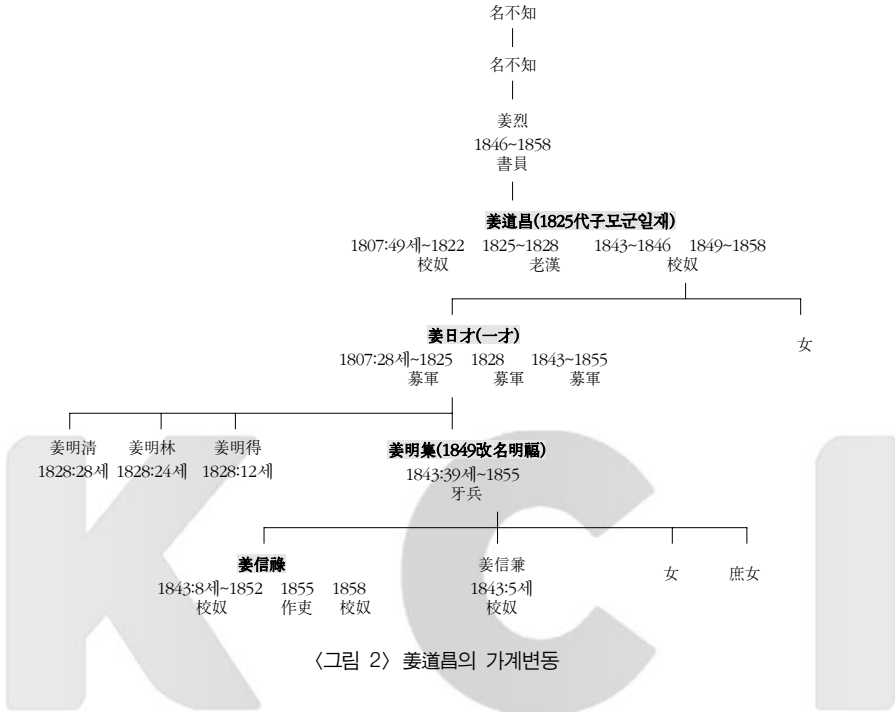 名不知
名不知
姜烈
1846~1858
書員
姜道昌(1825代子모군일재)
1807:49세~1822 1825~1828 1843~1846 1849~1858
校奴 老漢 校奴
姜日才(一才) 女
1807:28세~1825 1828 1843~1855
募軍 募軍 募軍
姜明淸 姜明林 姜明得 姜明集(1849改名明福)
1828:28세 1828:24세 1828:12세 1843:39세~1855
牙兵
姜信祿 姜信兼 女 庶女
1843:8세~1852 1855 1858 1843:5세
校奴 作吏 校奴 校奴
〈그림 2〉 姜道昌의 가계변동
KCI